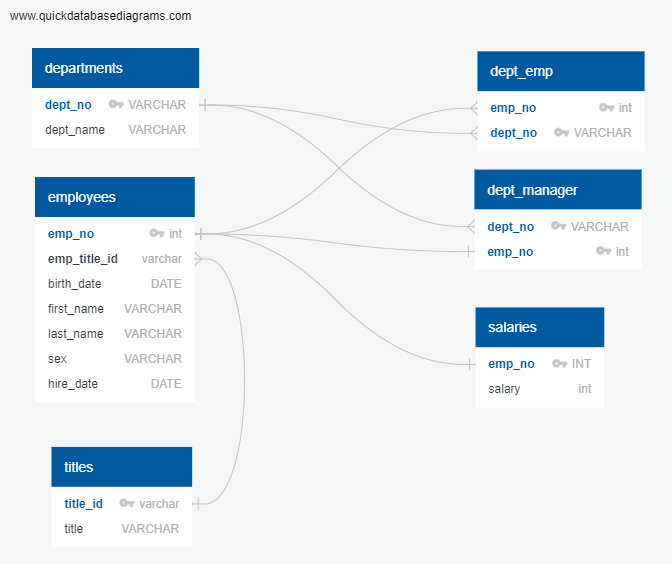 www.quickdatabasediagrams.com
departments
dept_no VARCHAR
dept_name VARCHAR
employees
emp_no int
emp_title_id varchar
birth_date DATE
first_name VARCHAR
last_name VARCHAR
sex VARCHAR
hire_date DATE
titles
title_id varchar
title VARCHAR
dept_emp
emp_no int
dept_no VARCHAR
dept_manager
dept_no VARCHAR
emp_no int
salaries
emp_no INT
salary int